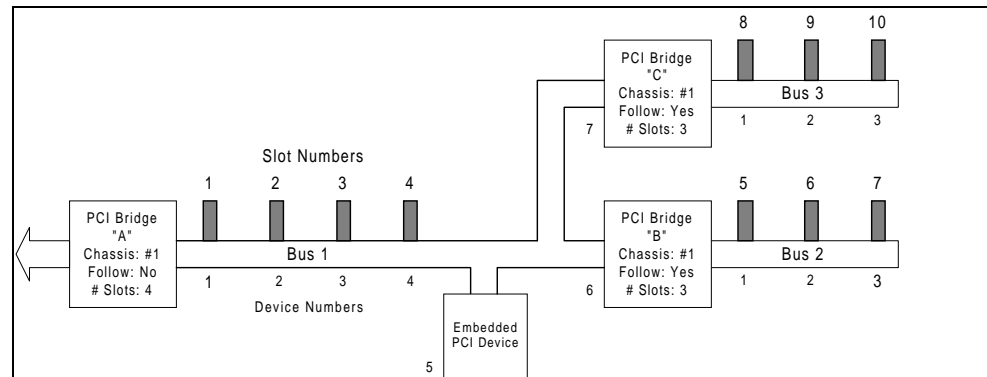 8 9 10
PCI Bridge
"C"
Chassis: #1
Follow: Yes
# Slots: 3
Bus 3
7
1 2 3
Slot Numbers
1 2 3 4
5 6 7
PCI Bridge
"A"
Chassis: #1
Follow: No
# Slots: 4
Bus 1
1 2 3 4
Device Numbers
PCI Bridge
"B"
Chassis: #1
Follow: Yes
# Slots: 3
Bus 2
6
1 2 3
Embedded
PCI Device
5